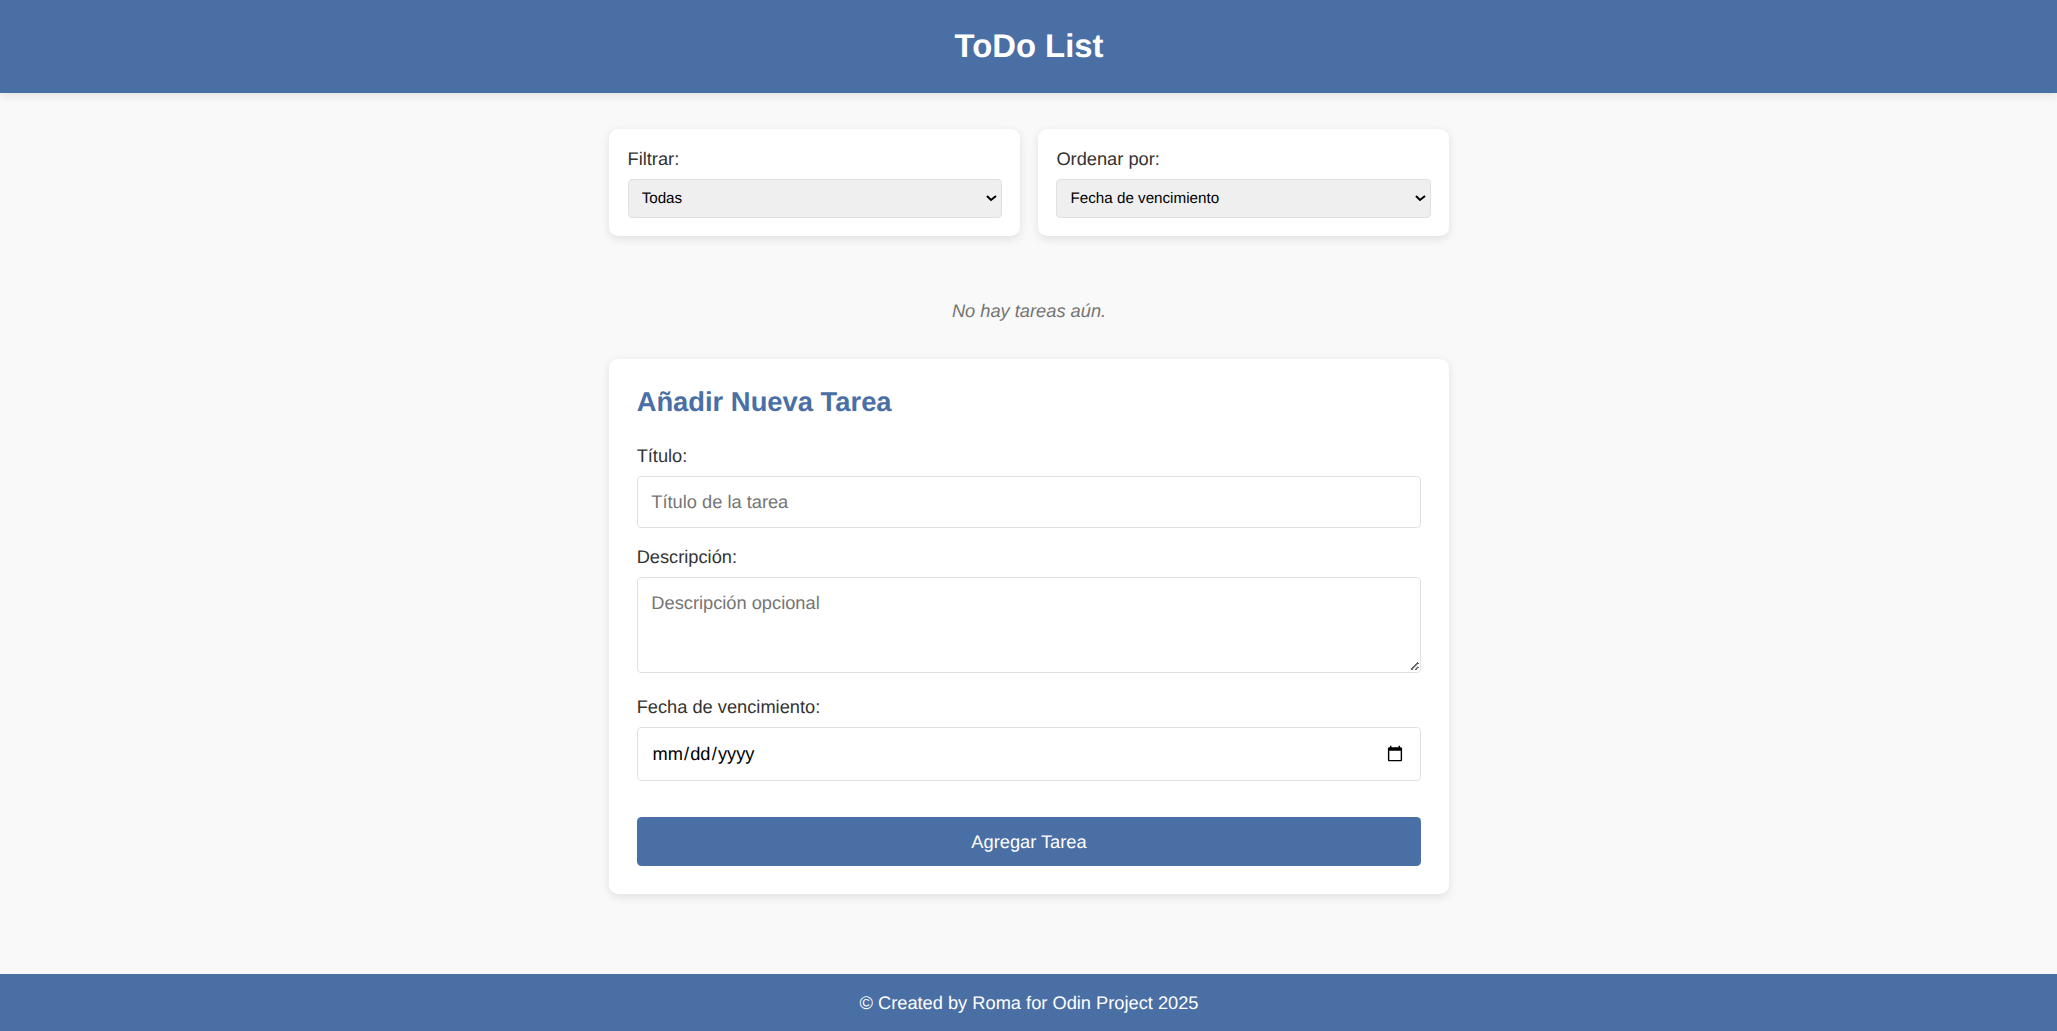 ToDo List
Filtrar:
Todas
Ordenar por:
Fecha de vencimiento
No hay tareas aún.
Añadir Nueva Tarea
Título:
Título de la tarea
Descripción:
Descripción opcional
Fecha de vencimiento:
mm/dd/yyyy
Agregar Tarea
© Created by Roma for Odin Project 2025